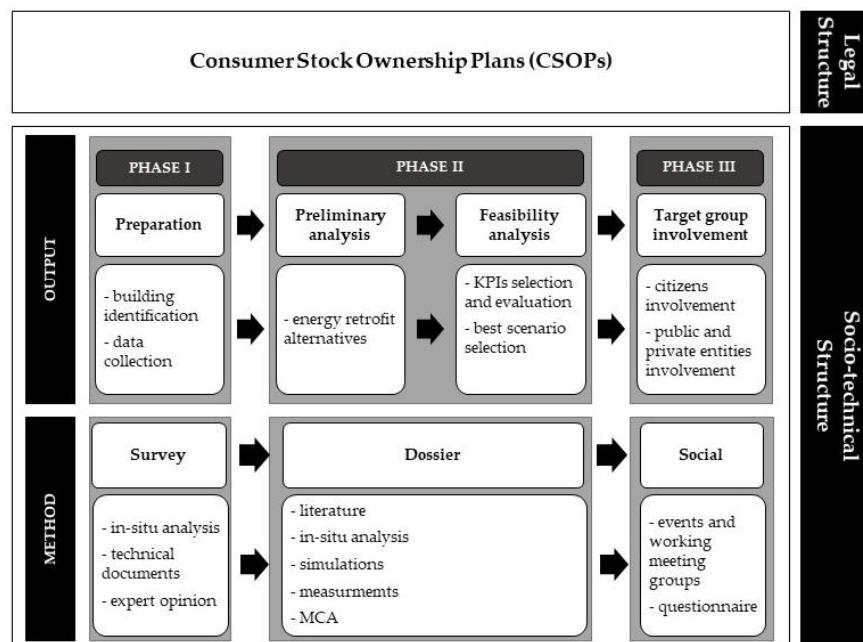 Consumer Stock Ownership Plans (CSOPs)
Legal
Structure
OUTPUT
PHASE I
PHASE II
PHASE III
Preparation
Preliminary
analysis
Feasibility
analysis
Target group
involvement
- building
identification
- data
collection
- energy retrofit
alternatives
- KPIs selection
and evaluation
- best scenario
selection
- citizens
involvement
- public and
private entities
involvement
Socio-technical
Structure
METHOD
Survey
Dossier
Social
- in-situ analysis
- technical
documents
- expert opinion
- literature
- in-situ analysis
- simulations
- measurmemts
- MCA
- events and
working
meeting
groups
- questionnaire